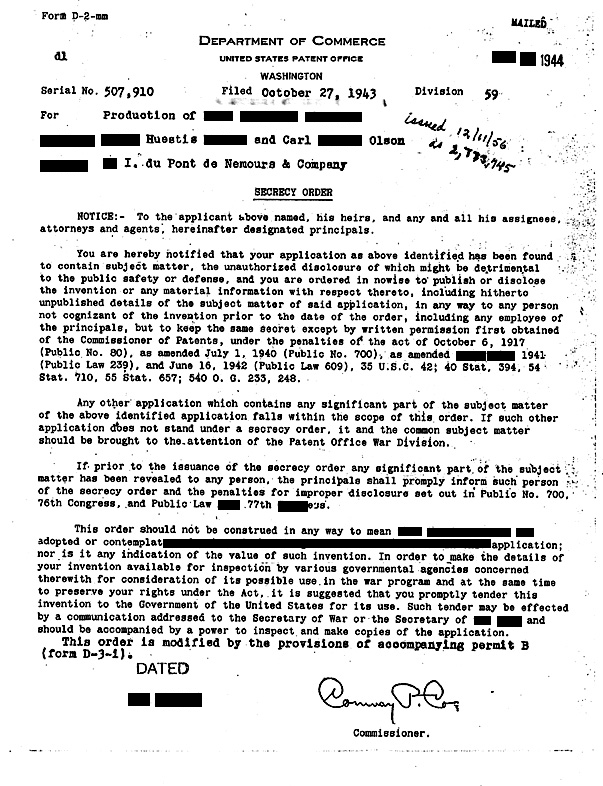 Form D-2-mm
MAILED
DEPARTMENT OF COMMERCE
dl
UNITED STATES PATENT OFFICE
1944
WASHINGTON
Serial No. 507,910 Filed October 27, 1943 Division 59
For Production of
issued 12/11/56
Huestis and Carl Olson
as 2,773,745
I. du Pont de Nemours & Company
SECRECY ORDER
NOTICE:- To the applicant above named, his heirs, and any and all his assignees,
attorneys and agents, hereinafter designated principals.
You are hereby notified that your application as above identified has been found
to contain subject matter, the unauthorized disclosure of which might be detrimental
to the public safety or defense, and you are ordered in nowise to publish or disclose
the invention or any material information with respect thereto, including hitherto
unpublished details of the subject matter of said application, in any way to any person
not cognizant of the invention prior to the date of the order, including any employee of
the principals, but to keep the same secret except by written permission first obtained
of the Commissioner of Patents, under the penalties of the act of October 6, 1917
(Public No. 80), as amended July 1, 1940 (Public No. 700), as amended 1941
(Public Law 239), and June 16, 1942 (Public Law 609), 35 U.S.C. 42; 40 Stat. 394, 54
Stat. 710, 55 Stat. 657; 540 O. G. 233, 248.
Any other application which contains any significant part of the subject matter
of the above identified application falls within the scope of this order. If such other
application does not stand under a secrecy order, it and the common subject matter
should be brought to the attention of the Patent Office War Division.
If prior to the issuance of the secrecy order any significant part of the subject
matter has been revealed to any person, the principals shall promply inform such person
of the secrecy order and the penalties for improper disclosure set out in Public No. 700,
76th Congress, and Public Law 77th ess.
This order should not be construed in any way to mean
adopted or contemplat application;
nor is it any indication of the value of such invention. In order to make the details of
your invention available for inspection by various governmental agencies concerned
therewith for consideration of its possible use in the war program and at the same time
to preserve your rights under the Act, it is suggested that you promptly tender this
invention to the Government of the United States for its use. Such tender may be effected
by a communication addressed to the Secretary of War or the Secretary of and
should be accompanied by a power to inspect and make copies of the application.
This order is modified by the provisions of accompanying permit B
(form D-3-1).
DATED
Conway P. Coe
Commissioner.